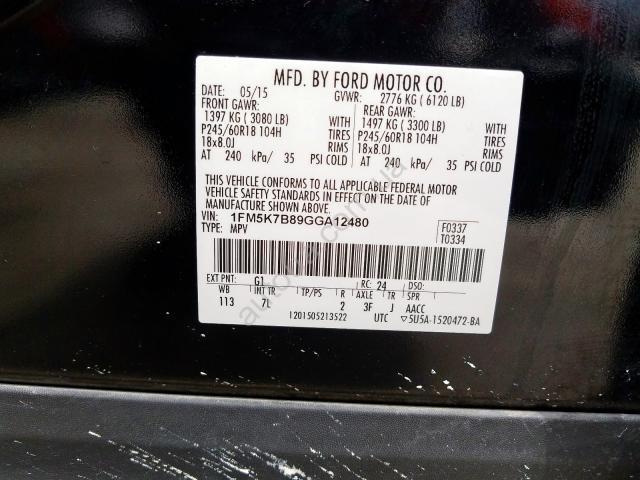 MFD. BY FORD MOTOR CO.
DATE: 05/15 GVWR: 2776 KG ( 6120 LB)
FRONT GAWR: REAR GAWR:
1397 KG ( 3080 LB) WITH 1497 KG ( 3300 LB) WITH
P245/60R18 104H TIRES P245/60R18 104H TIRES
18x8.0J RIMS 18x8.0J RIMS
AT 240 kPa/ 35 PSI COLD AT 240 kPa/ 35 PSI COLD
THIS VEHICLE CONFORMS TO ALL APPLICABLE FEDERAL MOTOR
VEHICLE SAFETY STANDARDS IN EFFECT ON THE DATE OF
MANUFACTURE SHOWN ABOVE.
VIN: 1FM5K7B89GGA12480 F0337
TYPE: MPV T0334
EXT PNT: G1 RC: 24 DSO:
WB INT TR TP/PS R AXLE TR SPR
113 7L 2 3F J AACC
1201505213522 UTC ▽5U5A-1520472-BA